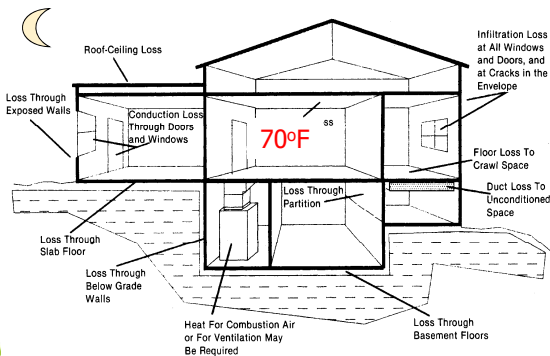 Roof-Ceiling Loss
Infiltration Loss
at All Windows
and Doors, and
at Cracks in the
Envelope
Loss Through
Exposed Walls
Conduction Loss
Through Doors
and Windows
ss
70°F
Floor Loss To
Crawl Space
Loss Through
Partition
Duct Loss To
Unconditioned
Space
Loss Through
Slab Floor
Loss Through
Below Grade
Walls
Heat For Combustion Air
or For Ventilation May
Be Required
Loss Through
Basement Floors